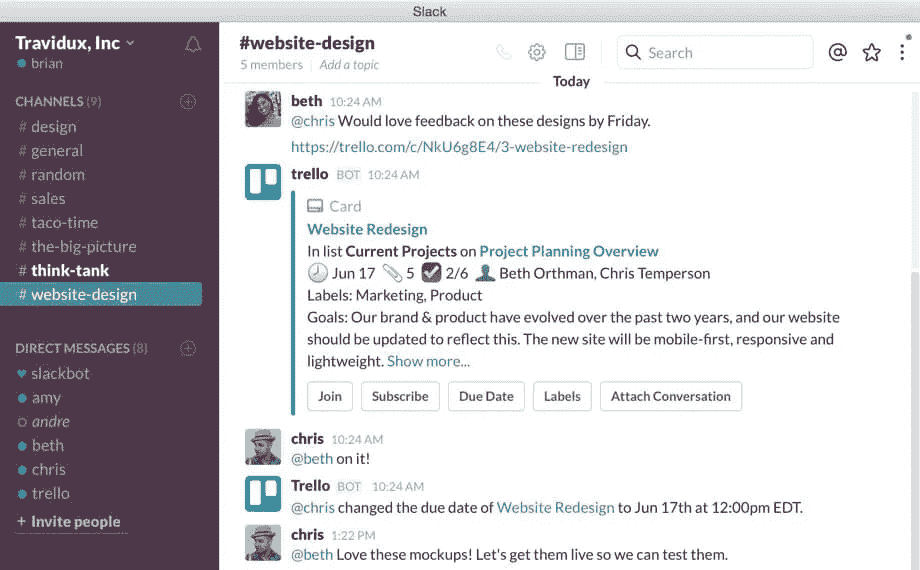 Slack
Travidux, Inc
brian
CHANNELS (9)
# design
# general
# random
# sales
# taco-time
# the-big-picture
# think-tank
# website-design
DIRECT MESSAGES (8)
slackbot
amy
andre
beth
chris
trello
+ Invite people
#website-design
5 members | Add a topic
Search
Today
beth 10:24 AM
@chris Would love feedback on these designs by Friday.
https://trello.com/c/NkU6g8E4/3-website-redesign
trello BOT 10:24 AM
Card
Website Redesign
In list Current Projects on Project Planning Overview
Jun 17 5 2/6 Beth Orthman, Chris Temperson
Labels: Marketing, Product
Goals: Our brand & product have evolved over the past two years, and our website
should be updated to reflect this. The new site will be mobile-first, responsive and
lightweight. Show more...
Join Subscribe Due Date Labels Attach Conversation
chris 10:24 AM
@beth on it!
Trello BOT 10:24 AM
@chris changed the due date of Website Redesign to Jun 17th at 12:00pm EDT.
chris 1:22 PM
@beth Love these mockups! Let's get them live so we can test them.